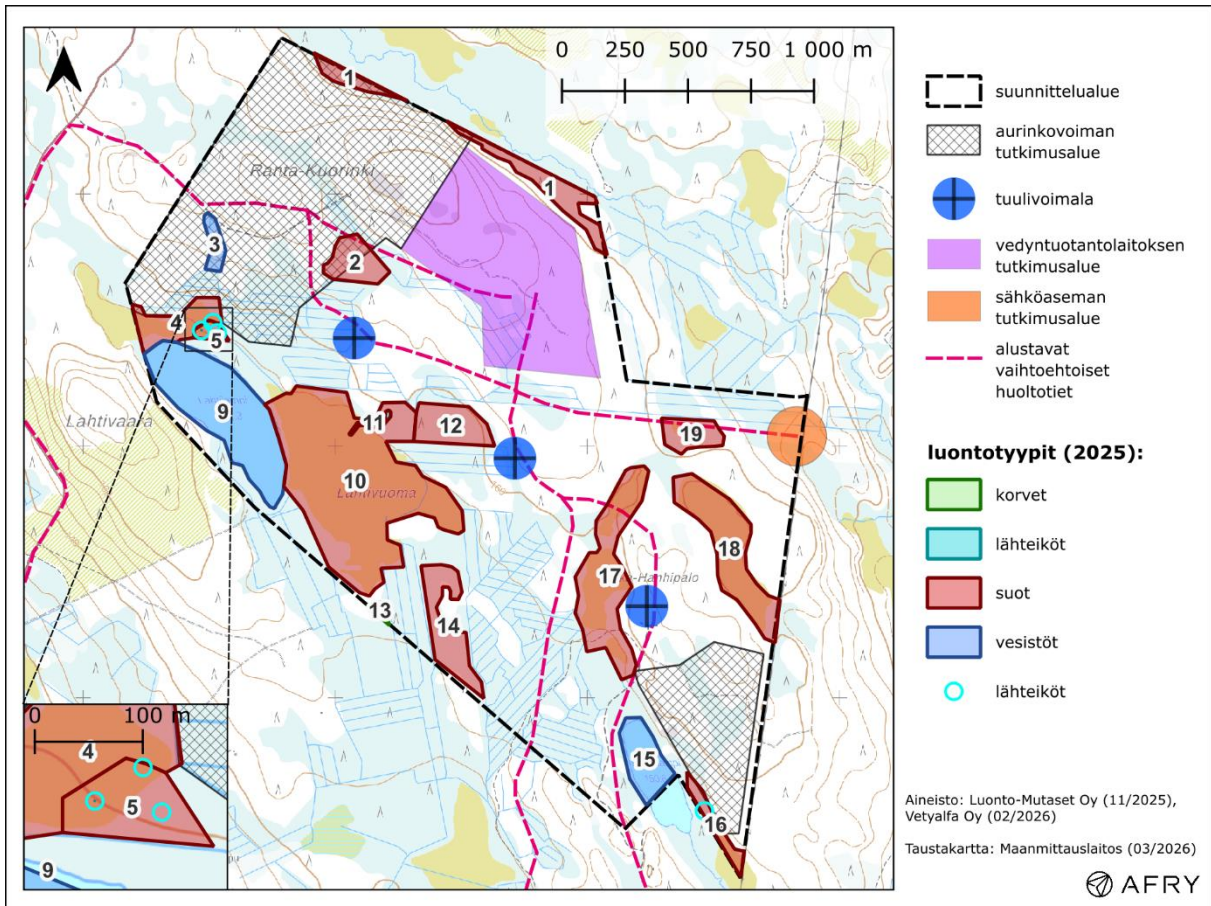 0 250 500 750 1 000 m
1
Ranta-Kuorinki
1
3
2
4
5
Lahtivaara
9
11
12
19
10
Lahtivuoma
18
17
13
14
15
16
0 100 m
4
5
9
suunnittelualue
aurinkovoiman
tutkimusalue
tuulivoimala
vedyntuotantolaitoksen
tutkimusalue
sähköaseman
tutkimusalue
alustavat
vaihtoehtoiset
huoltotiet
luontotyypit (2025):
korvet
lähteiköt
suot
vesistöt
lähteiköt
Aineisto: Luonto-Mutaset Oy (11/2025),
Vetyalfa Oy (02/2026)
Taustakartta: Maanmittauslaitos (03/2026)
AFRY